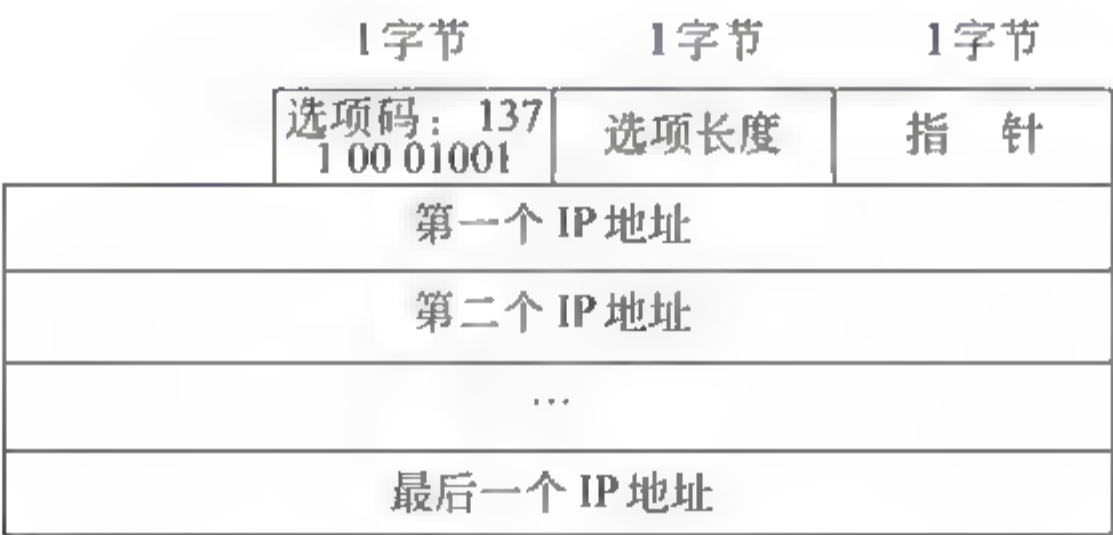 1字节 1字节 1字节
选项码：137 选项长度 指 针
1 00 01001
第一个 IP 地址
第二个 IP 地址
…
最后一个 IP 地址